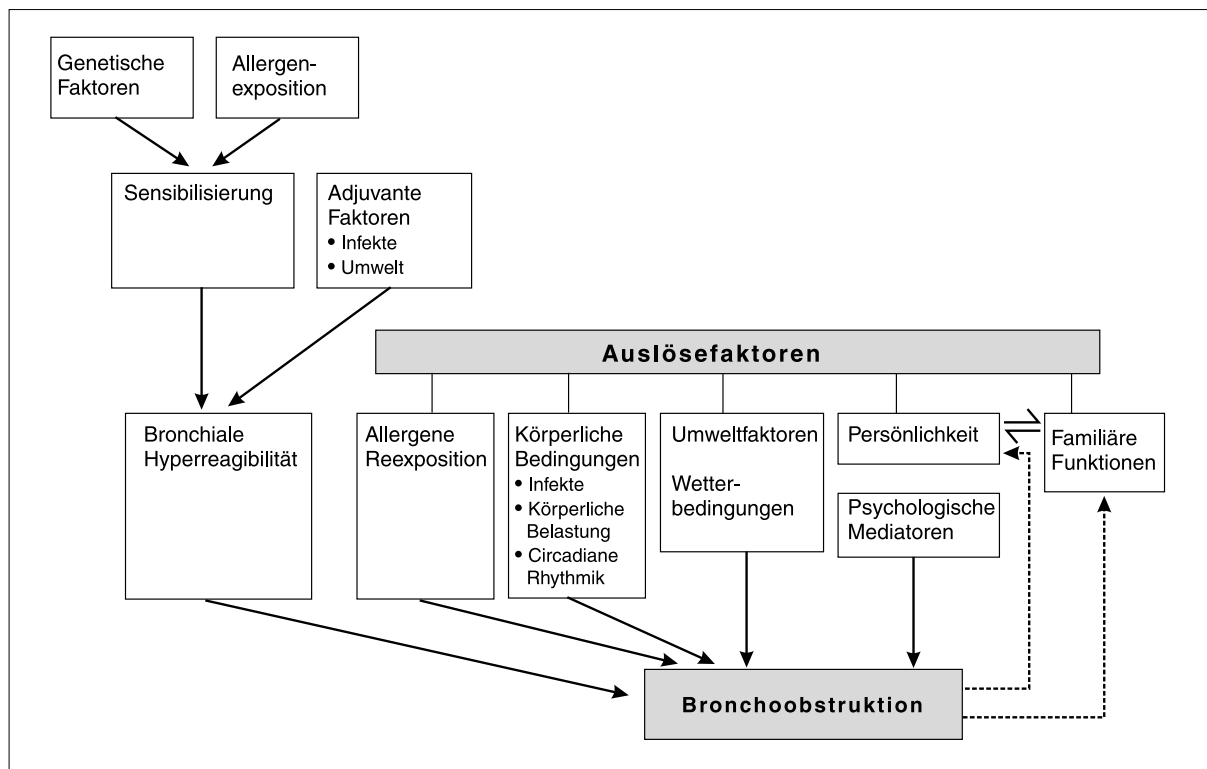 Genetische
Faktoren
Allergen-
exposition
Sensibilisierung
Adjuvante
Faktoren
• Infekte
• Umwelt
Auslösefaktoren
Bronchiale
Hyperreagibilität
Allergene
Reexposition
Körperliche
Bedingungen
• Infekte
• Körperliche
Belastung
• Circadiane
Rhythmik
Umweltfaktoren
Wetter-
bedingungen
Persönlichkeit
Psychologische
Mediatoren
Familiäre
Funktionen
Bronchoobstruktion